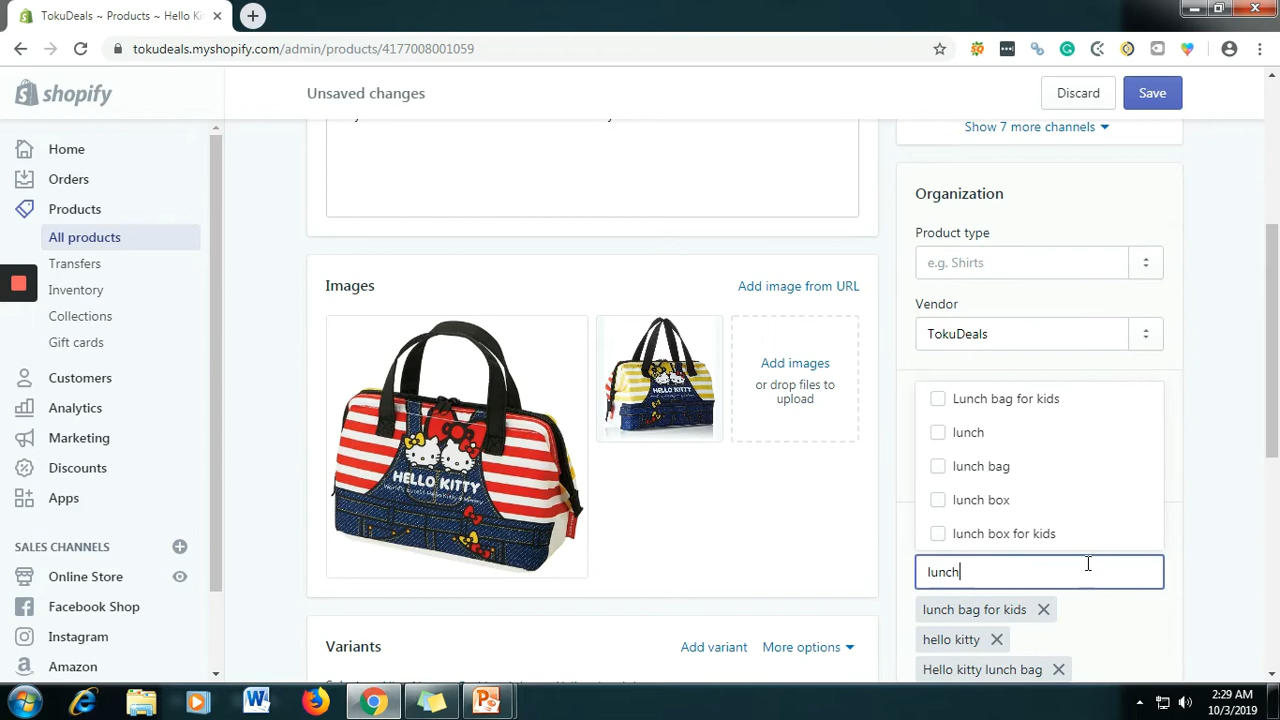 TokuDeals ~ Products ~ Hello Ki
tokudeals.myshopify.com/admin/products/4177008001059
shopify
Unsaved changes
Discard
Save
Home
Orders
Products
All products
Transfers
Inventory
Collections
Gift cards
Customers
Analytics
Marketing
Discounts
Apps
SALES CHANNELS
Online Store
Facebook Shop
Instagram
Amazon
Images
Add image from URL
HELLO KITTY
HELLO KITTY
Add images
or drop files to
upload
Variants
Add variant
More options
Show 7 more channels
Organization
Product type
e.g. Shirts
Vendor
TokuDeals
Lunch bag for kids
lunch
lunch bag
lunch box
lunch box for kids
lunch
lunch bag for kids
hello kitty
Hello kitty lunch bag
2:29 AM
10/3/2019